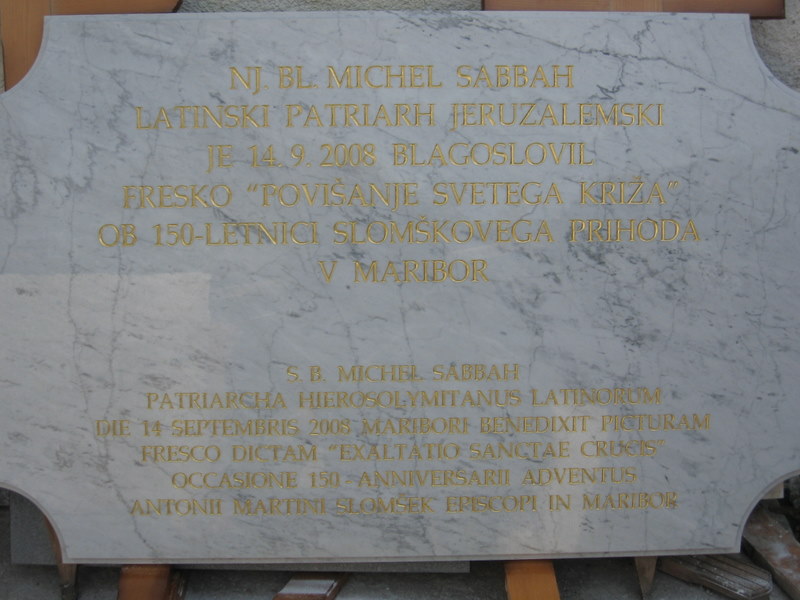 NJ. BL. MICHEL SABBAH
LATINSKI PATRIARH JERUZALEMSKI
JE 14. 9. 2008 BLAGOSLOVIL
FRESKO "POVIŠANJE SVETEGA KRIŽA"
OB 150-LETNICI SLOMŠKOVEGA PRIHODA
V MARIBOR
S. B. MICHEL SABBAH
PATRIARCHA HIEROSOLYMITANUS LATINORUM
DIE 14 SEPTEMBRIS 2008 MARIBORI BENEDIXIT PICTURAM
FRESCO DICTAM "EXALTATIO SANCTAE CRUCIS"
OCCASIONE 150 - ANNIVERSARII ADVENTUS
ANTONII MARTINI SLOMŠEK EPISCOPI IN MARIBOR